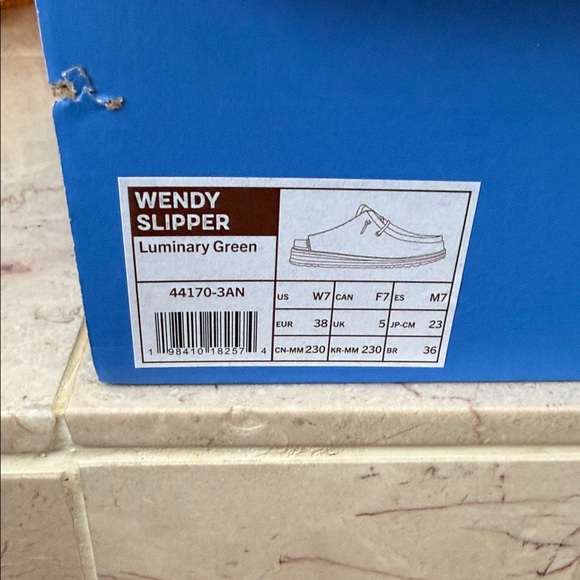 WENDY
SLIPPER
Luminary Green
44170-3AN
1 98410 18257 4
US W7 CAN F7 ES M7
EUR 38 UK 5 JP-CM 23
CN-MM 230 KR-MM 230 BR 36